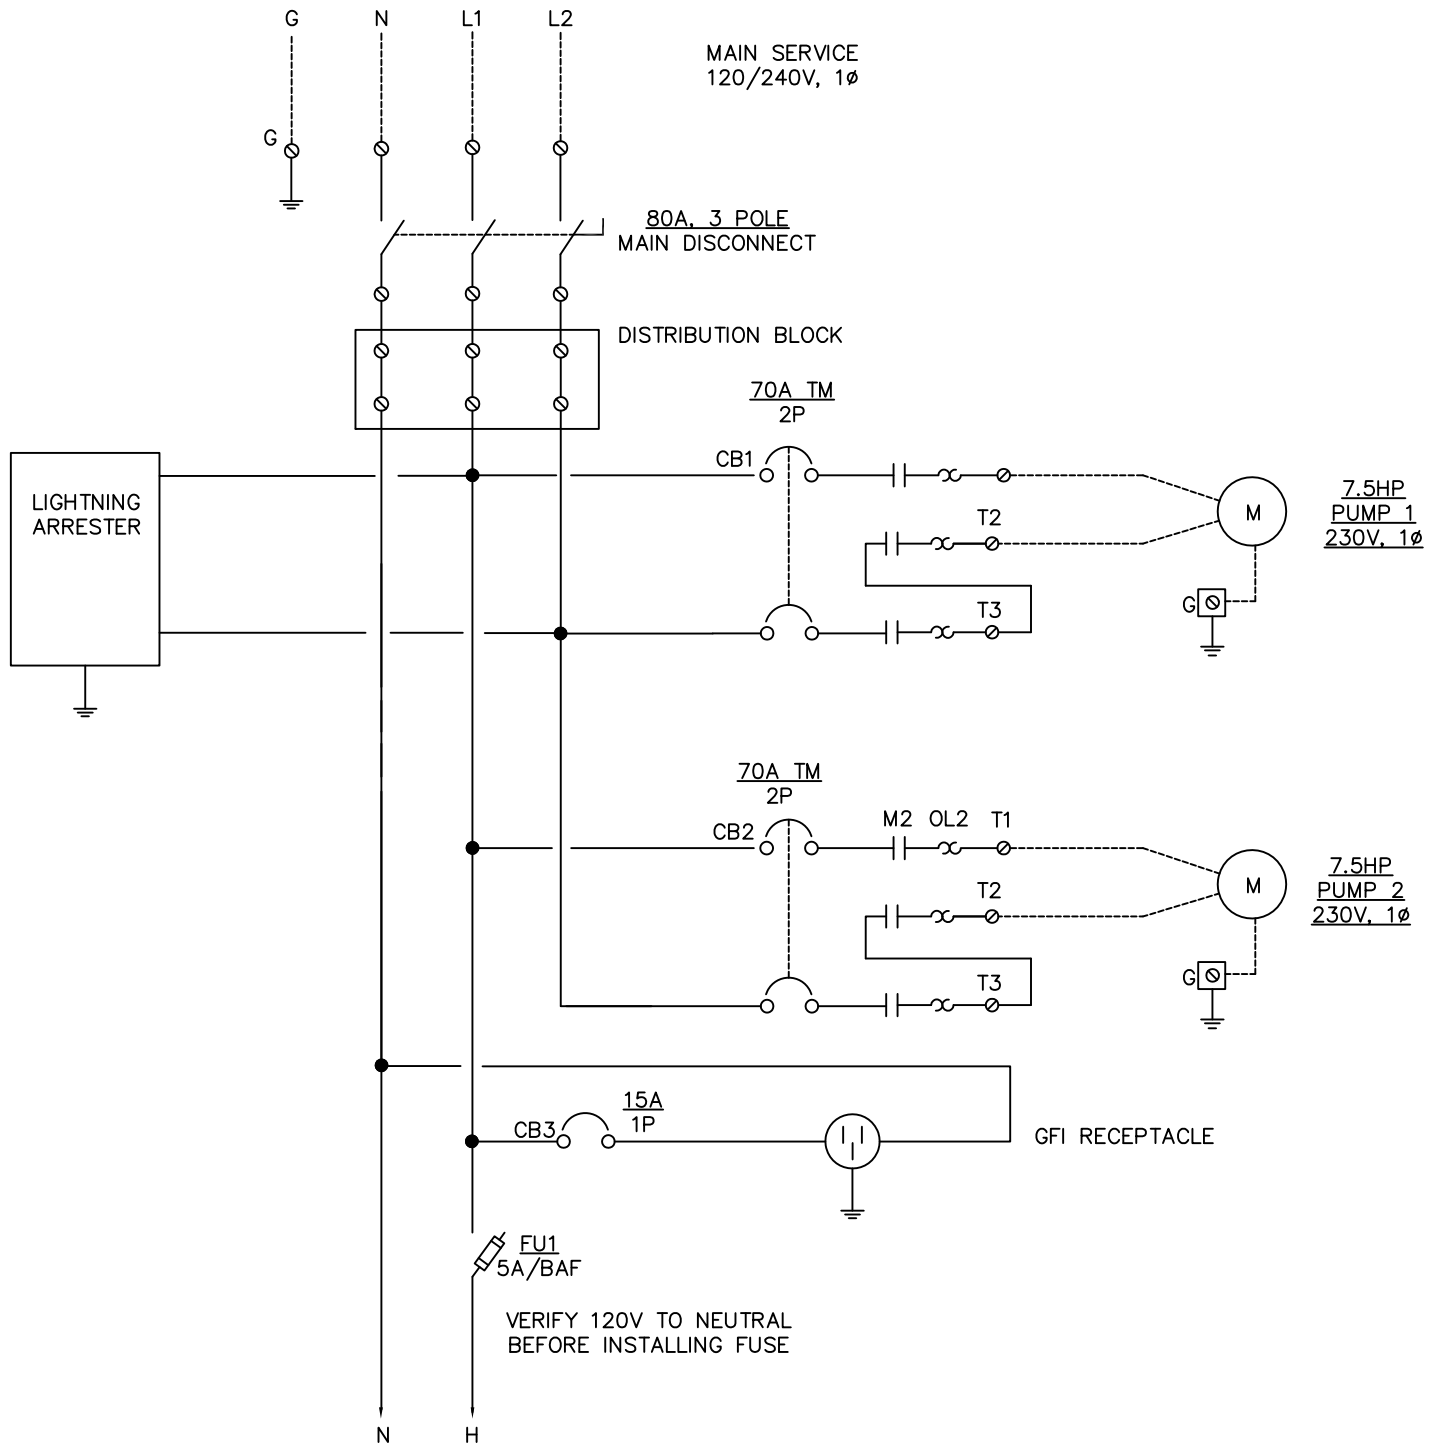 G N L1 L2
MAIN SERVICE
120/240V, 1ø
G
80A, 3 POLE
MAIN DISCONNECT
DISTRIBUTION BLOCK
70A TM
2P
CB1
LIGHTNING
ARRESTER
T2
T3
M
7.5HP
PUMP 1
230V, 1ø
G
70A TM
2P
CB2
M2 OL2 T1
T2
T3
M
7.5HP
PUMP 2
230V, 1ø
G
15A
1P
CB3
GFI RECEPTACLE
FU1
5A/BAF
VERIFY 120V TO NEUTRAL
BEFORE INSTALLING FUSE
N H